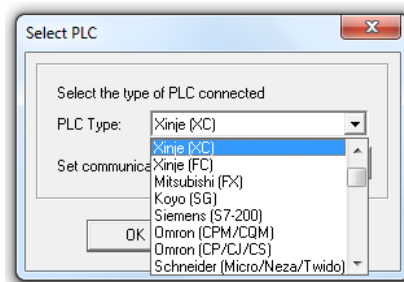 Select PLC
Select the type of PLC connected
PLC Type: Xinje (XC)
Xinje (XC)
Set communica
Xinje (FC)
Mitsubishi (FX)
Koyo (SG)
Siemens (S7-200)
OK
Omron (CPM/CQM)
Omron (CP/CJ/CS)
Schneider (Micro/Neza/Twido)